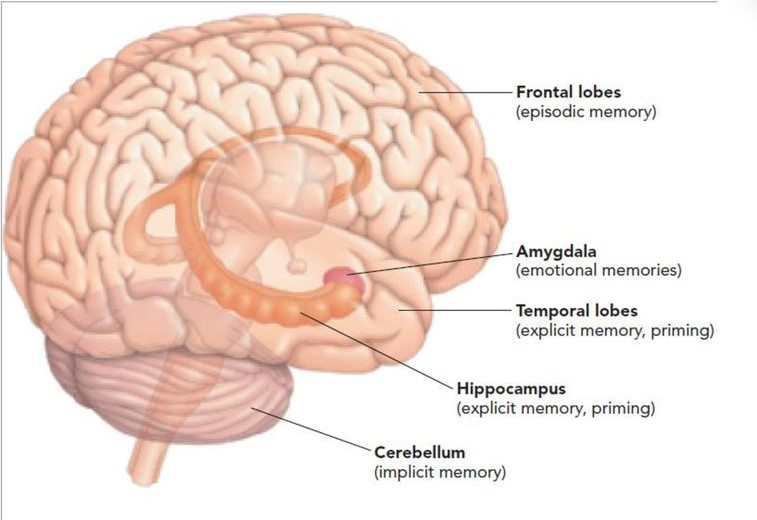 Frontal lobes
(episodic memory)
Amygdala
(emotional memories)
Temporal lobes
(explicit memory, priming)
Hippocampus
(explicit memory, priming)
Cerebellum
(implicit memory)